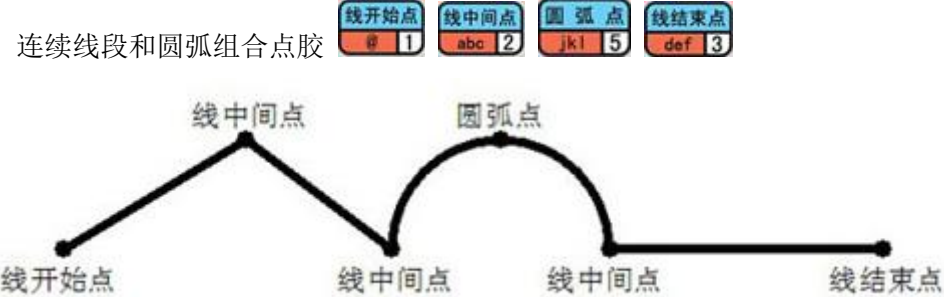 连续线段和圆弧组合点胶 线开始点 线中间点 圆弧点 线结束点
@ 1 abc 2 jkl 5 def 3
线中间点 圆弧点
线开始点 线中间点 线中间点 线结束点